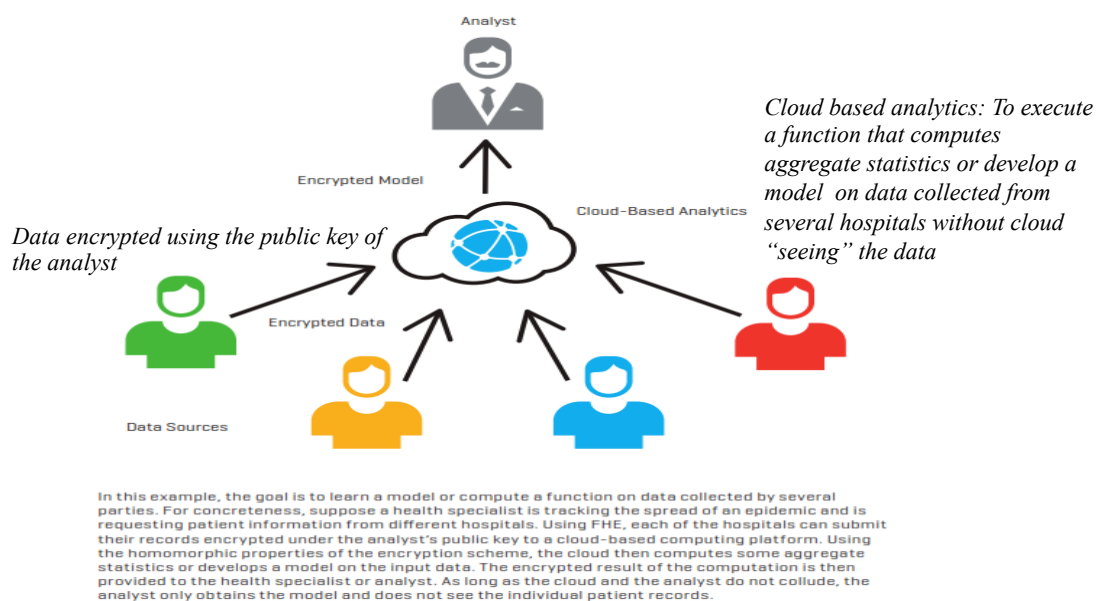 Analyst
Cloud based analytics: To execute
a function that computes
aggregate statistics or develop a
model  on data collected from
several hospitals without cloud
“seeing” the data
Encrypted Model
Cloud-Based Analytics
Data encrypted using the public key of
the analyst
Encrypted Data
Data Sources
In this example, the goal is to learn a model or compute a function on data collected by several
parties. For concreteness, suppose a health specialist is tracking the spread of an epidemic and is
requesting patient information from different hospitals. Using FHE, each of the hospitals can submit
their records encrypted under the analyst's public key to a cloud-based computing platform. Using
the homomorphic properties of the encryption scheme, the cloud then computes some aggregate
statistics or develops a model on the input data. The encrypted result of the computation is then
provided to the health specialist or analyst. As long as the cloud and the analyst do not collude, the
analyst only obtains the model and does not see the individual patient records.